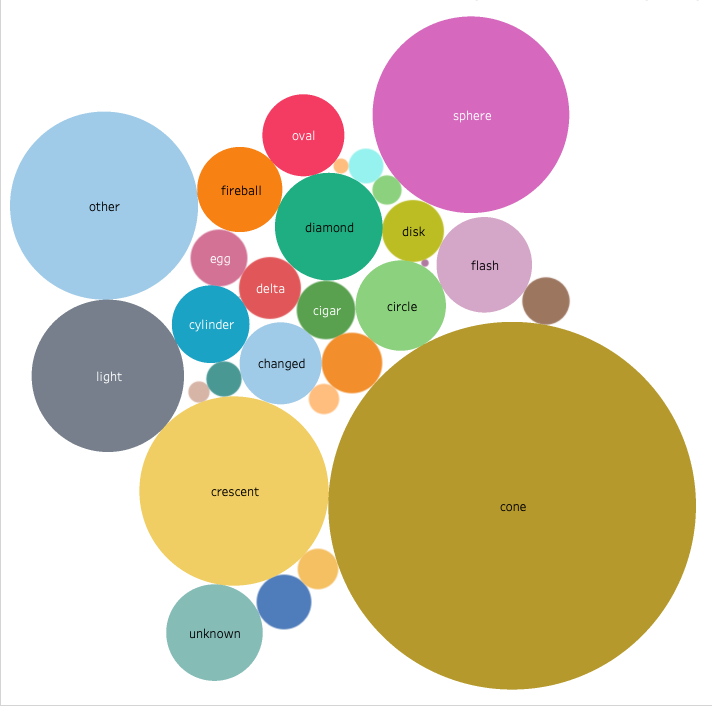 sphere
oval
fireball
other
diamond
disk
egg
flash
delta
circle
cigar
cylinder
changed
light
crescent
cone
unknown